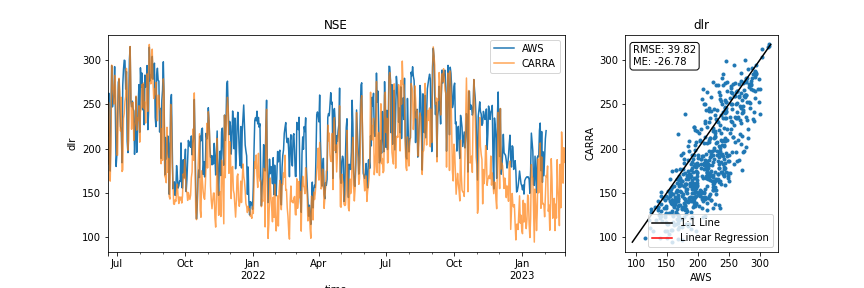 NSE
dlr
300
250
200
150
100
AWS
CARRA
dlr
Jul
Oct
Jan
2022
Apr
Jul
Oct
Jan
2023
time
300
250
200
150
100
CARRA
RMSE: 39.82
ME: -26.78
1:1 Line
Linear Regression
100
150
200
250
300
AWS